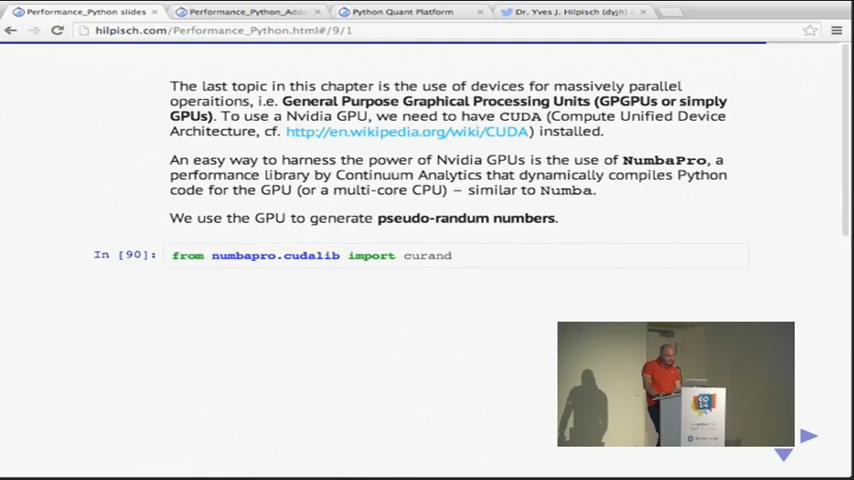 Performance_Python slides
Performance_Python_Adde
Python Quant Platform
Dr. Yves J. Hilpisch (dyjh)
hilpisch.com/Performance_Python.html#/9/1
The last topic in this chapter is the use of devices for massively parallel
operaitions, i.e. General Purpose Graphical Processing Units (GPGPUs or simply
GPUs). To use a Nvidia GPU, we need to have CUDA (Compute Unified Device
Architecture, cf. http://en.wikipedia.org/wiki/CUDA) installed.
An easy way to harness the power of Nvidia GPUs is the use of NumbaPro, a
performance library by Continuum Analytics that dynamically compiles Python
code for the GPU (or a multi-core CPU) – similar to Numba.
We use the GPU to generate pseudo-randum numbers.
In [90]: from numbapro.cudalib import curand